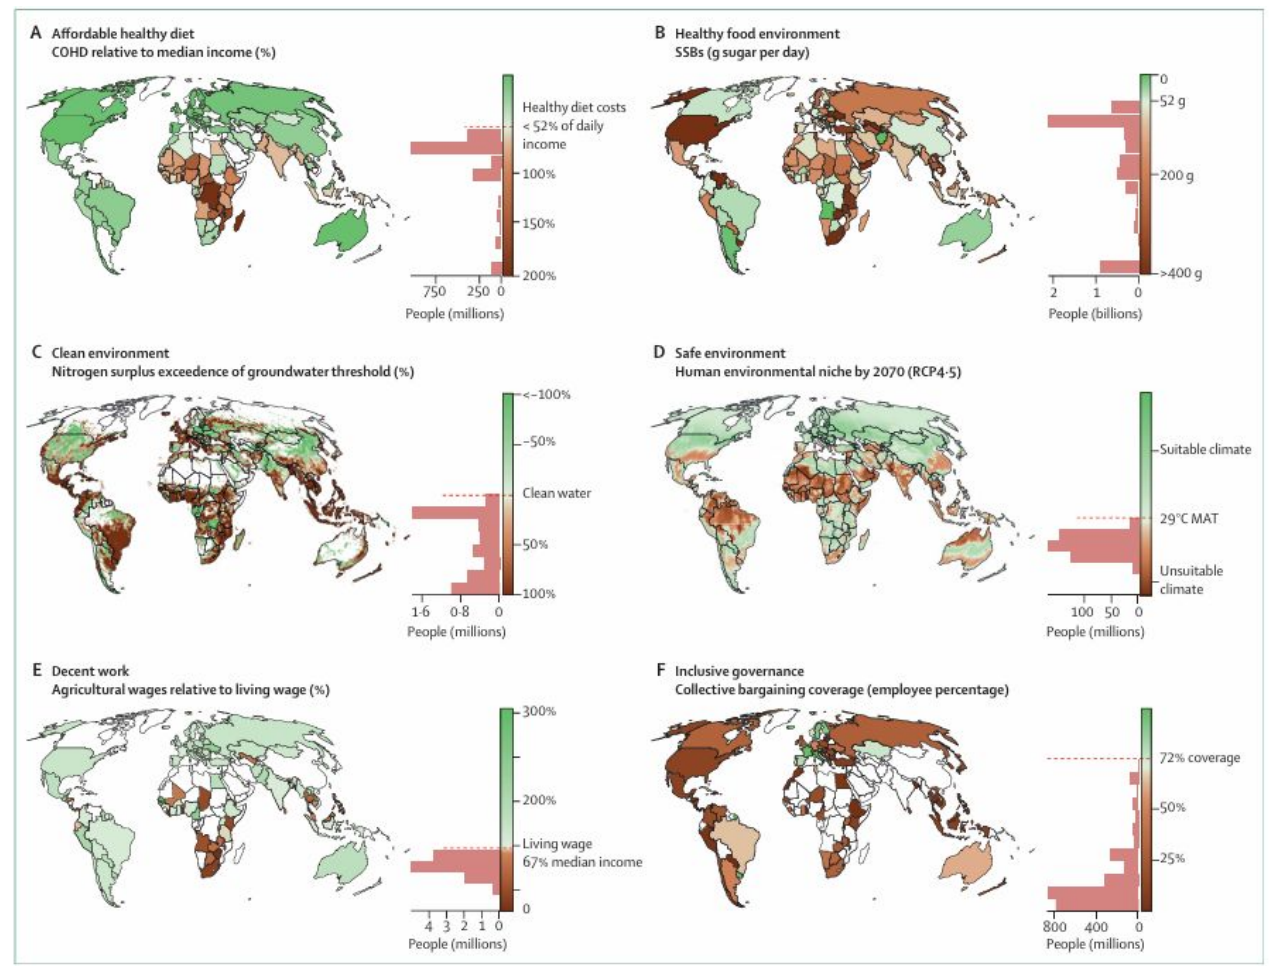 A Affordable healthy diet
COHD relative to median income (%)
Healthy diet costs
< 52% of daily
income
100%
150%
200%
750 250 0
People (millions)
B Healthy food environment
SSBs (g sugar per day)
0
52 g
200 g
>400 g
2 1 0
People (billions)
C Clean environment
Nitrogen surplus exceedence of groundwater threshold (%)
<–100%
–50%
Clean water
50%
100%
1·6 0·8 0
People (millions)
D Safe environment
Human environmental niche by 2070 (RCP4·5)
Suitable climate
29°C MAT
Unsuitable
climate
100 50 0
People (millions)
E Decent work
Agricultural wages relative to living wage (%)
300%
200%
Living wage
67% median income
0
4 3 2 1 0
People (millions)
F Inclusive governance
Collective bargaining coverage (employee percentage)
72% coverage
50%
25%
800 400 0
People (millions)